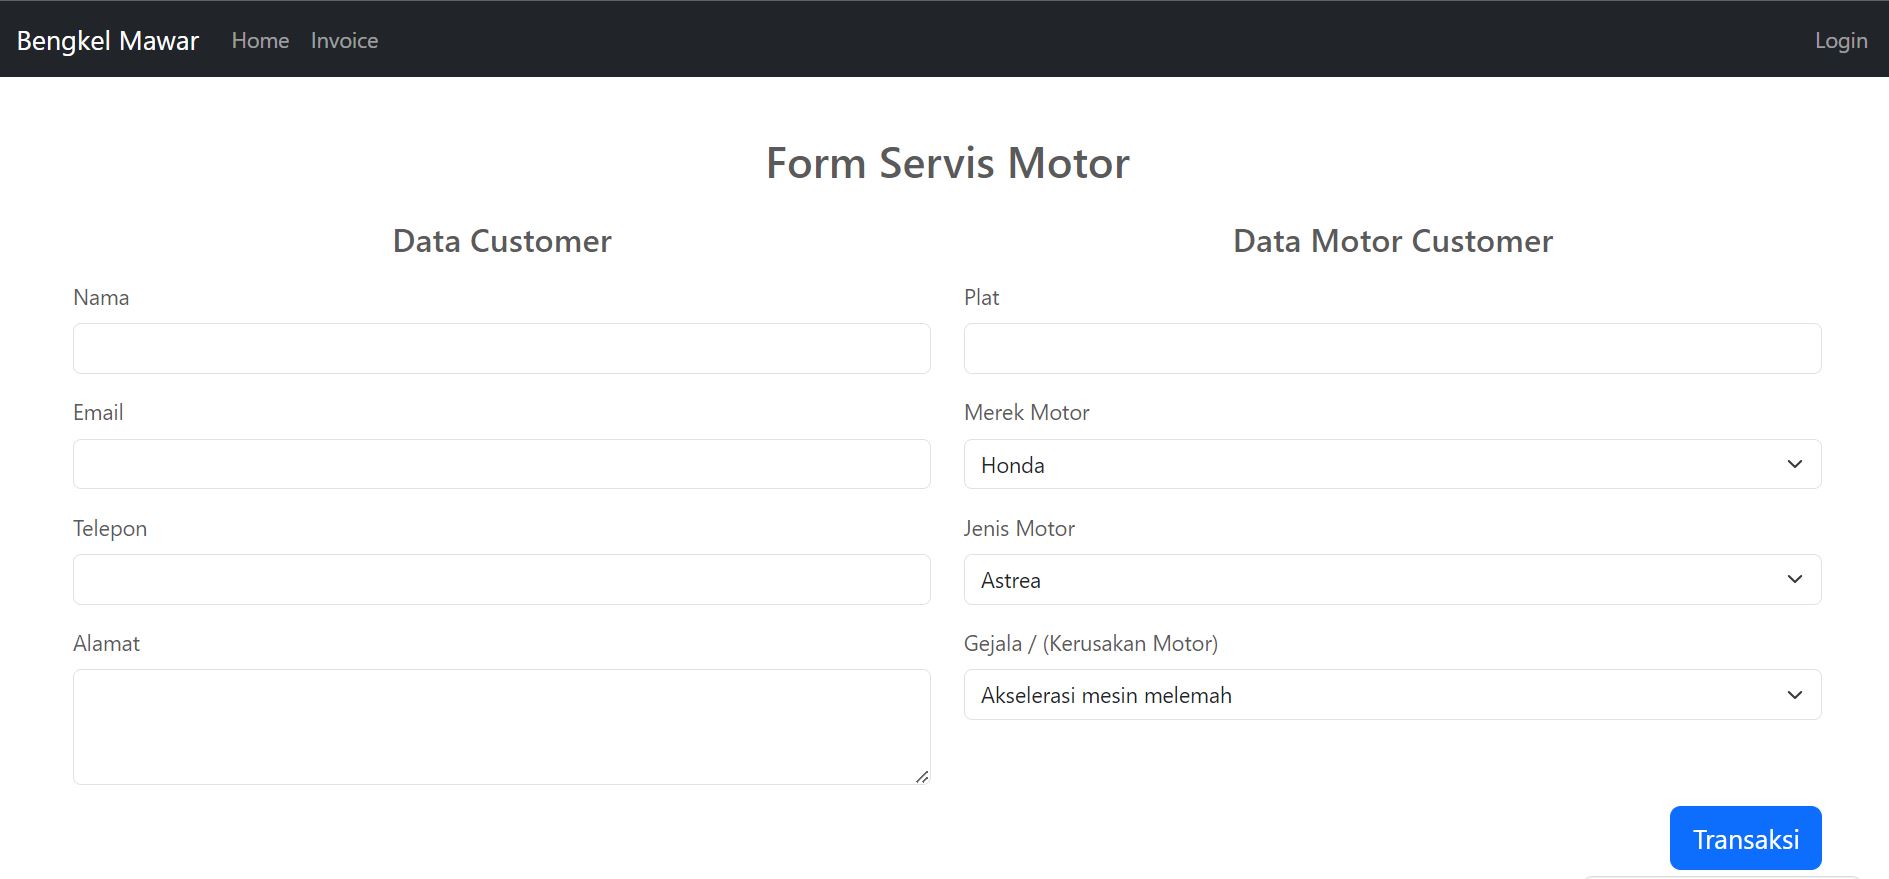 Bengkel Mawar Home Invoice Login
Form Servis Motor
Data Customer
Nama
Email
Telepon
Alamat
Data Motor Customer
Plat
Merek Motor
Honda
Jenis Motor
Astrea
Gejala / (Kerusakan Motor)
Akselerasi mesin melemah
Transaksi